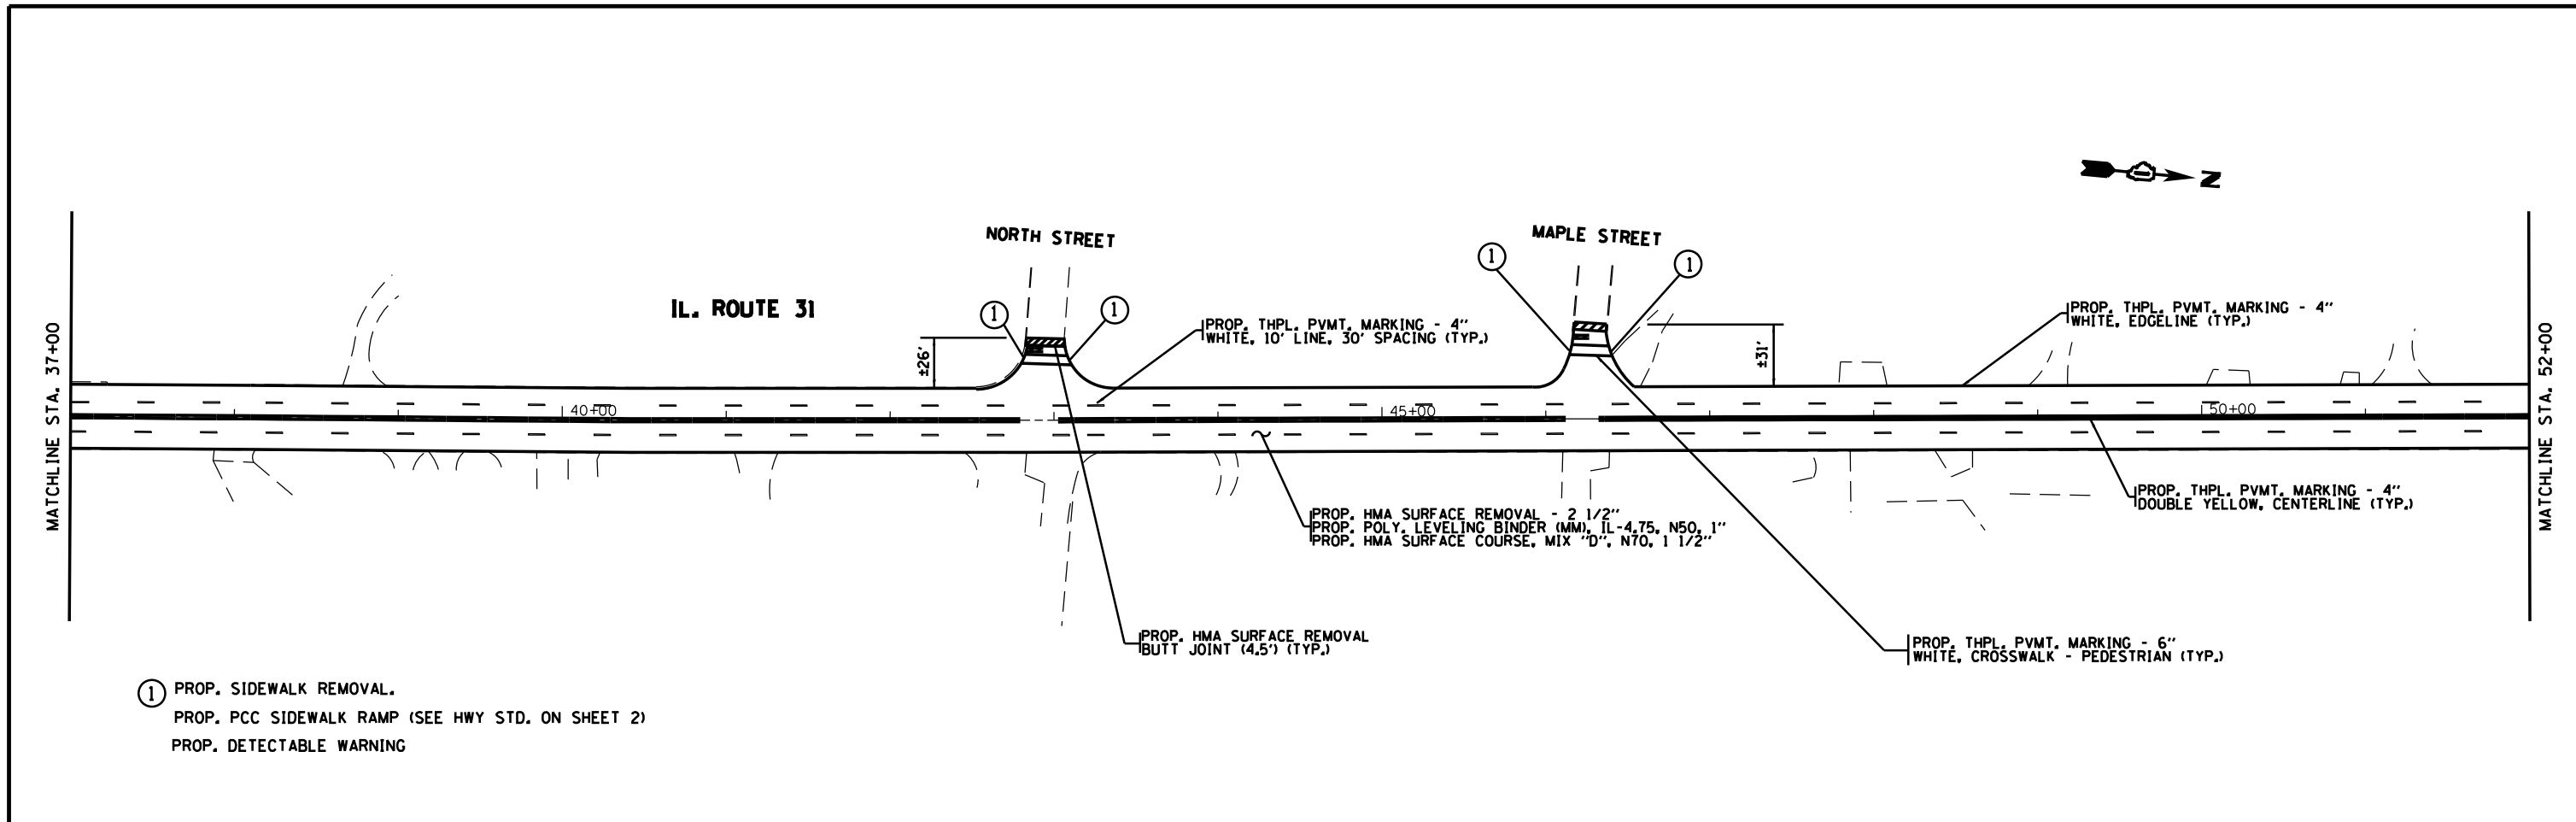 N
NORTH STREET
MAPLE STREET
IL. ROUTE 31
1
1
1
1
±26'
±31'
PROP. THPL. PVMT. MARKING - 4"
WHITE, 10' LINE, 30' SPACING (TYP.)
PROP. THPL. PVMT. MARKING - 4"
WHITE, EDGELINE (TYP.)
MATCHLINE STA. 37+00
40+00
45+00
50+00
MATCHLINE STA. 52+00
PROP. THPL. PVMT. MARKING - 4"
DOUBLE YELLOW, CENTERLINE (TYP.)
PROP. HMA SURFACE REMOVAL - 2 1/2"
PROP. POLY. LEVELING BINDER (MM), IL-4.75, N50, 1"
PROP. HMA SURFACE COURSE, MIX "D", N70, 1 1/2"
PROP. HMA SURFACE REMOVAL
BUTT JOINT (4.5') (TYP.)
PROP. THPL. PVMT. MARKING - 6"
WHITE, CROSSWALK - PEDESTRIAN (TYP.)
1 PROP. SIDEWALK REMOVAL.
PROP. PCC SIDEWALK RAMP (SEE HWY STD. ON SHEET 2)
PROP. DETECTABLE WARNING